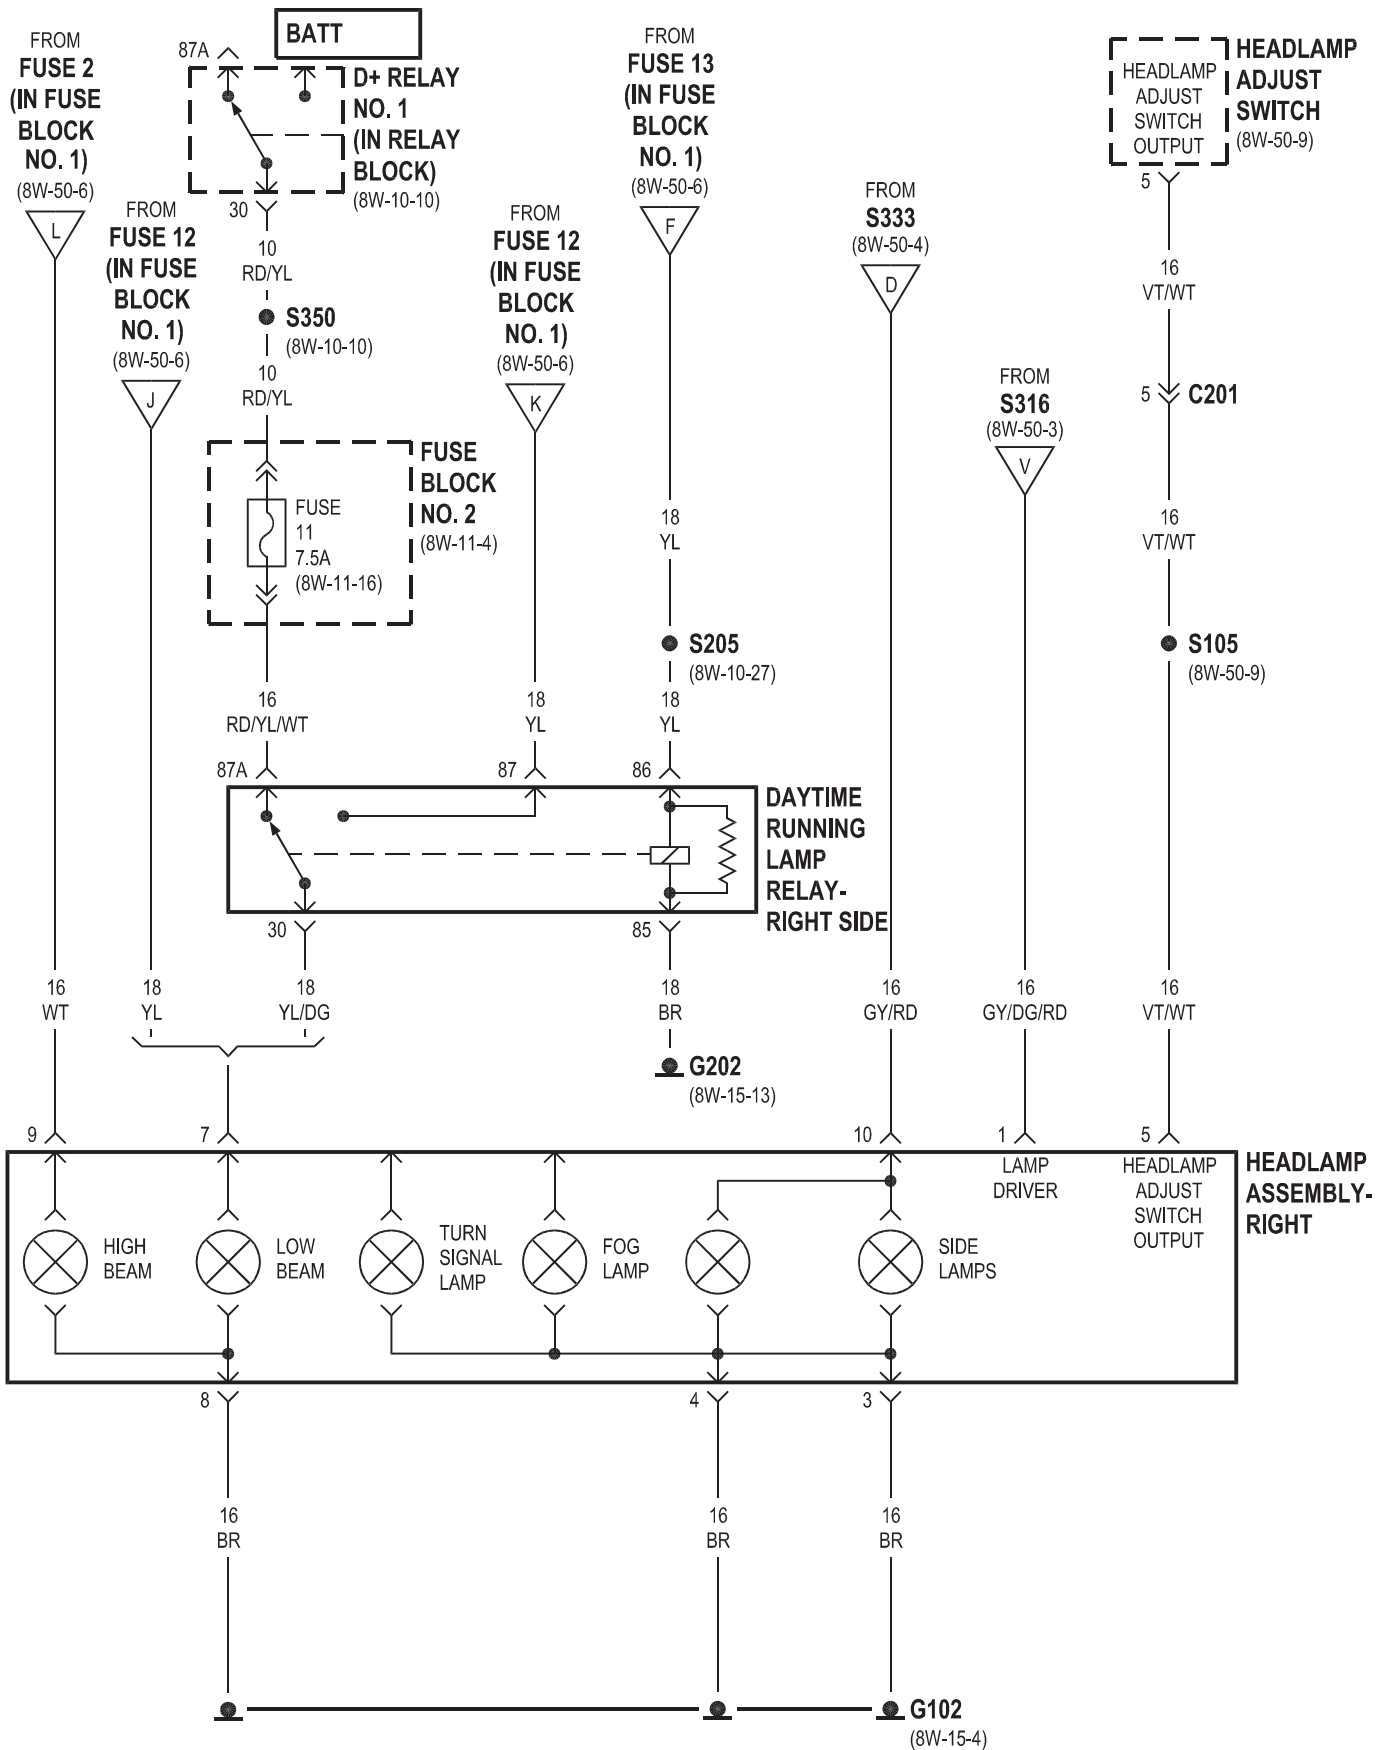 FROM
FUSE 2
(IN FUSE
BLOCK
NO. 1)
(8W-50-6)
L
FROM
FUSE 12
(IN FUSE
BLOCK
NO. 1)
(8W-50-6)
J
BATT
87A
D+ RELAY
NO. 1
(IN RELAY
BLOCK)
(8W-10-10)
30
10
RD/YL
S350
(8W-10-10)
10
RD/YL
FUSE
BLOCK
NO. 2
(8W-11-4)
FUSE
11
7.5A
(8W-11-16)
16
RD/YL/WT
FROM
FUSE 12
(IN FUSE
BLOCK
NO. 1)
(8W-50-6)
K
18
YL
FROM
FUSE 13
(IN FUSE
BLOCK
NO. 1)
(8W-50-6)
F
18
YL
S205
(8W-10-27)
18
YL
FROM
S333
(8W-50-4)
D
FROM
S316
(8W-50-3)
V
HEADLAMP
ADJUST
SWITCH
OUTPUT
HEADLAMP
ADJUST
SWITCH
(8W-50-9)
5
16
VT/WT
5
C201
16
VT/WT
S105
(8W-50-9)
87A
87
86
DAYTIME
RUNNING
LAMP
RELAY-
RIGHT SIDE
30
85
16
WT
18
YL
18
YL/DG
18
BR
16
GY/RD
16
GY/DG/RD
16
VT/WT
G202
(8W-15-13)
9
7
10
1
5
LAMP
DRIVER
HEADLAMP
ADJUST
SWITCH
OUTPUT
HEADLAMP
ASSEMBLY-
RIGHT
HIGH
BEAM
LOW
BEAM
TURN
SIGNAL
LAMP
FOG
LAMP
SIDE
LAMPS
8
4
3
16
BR
16
BR
16
BR
G102
(8W-15-4)